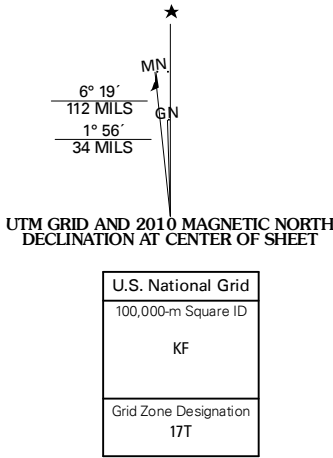 ★
M.N.
6° 19´
112 MILS
GN
1° 56´
34 MILS
UTM GRID AND 2010 MAGNETIC NORTH
DECLINATION AT CENTER OF SHEET
U.S. National Grid
100,000-m Square ID
KF
Grid Zone Designation
17T